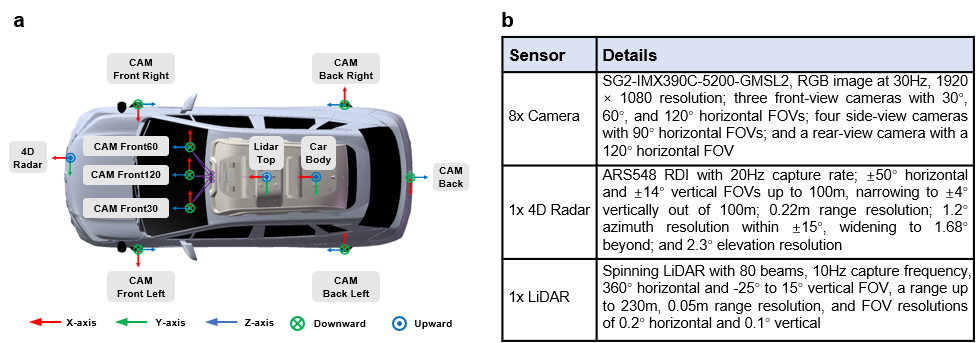 a
CAM
Front Right
CAM
Back Right
4D
Radar
CAM Front60
CAM Front120
CAM Front30
Lidar
Top
Car
Body
CAM
Back
CAM
Front Left
CAM
Back Left
X-axis
Y-axis
Z-axis
Downward
Upward
b
Sensor
Details
8x Camera
SG2-IMX390C-5200-GMSL2, RGB image at 30Hz, 1920
× 1080 resolution; three front-view cameras with 30°,
60°, and 120° horizontal FOVs; four side-view cameras
with 90° horizontal FOVs; and a rear-view camera with a
120° horizontal FOV
1x 4D Radar
ARS548 RDI with 20Hz capture rate; ±50° horizontal
and ±14° vertical FOVs up to 100m, narrowing to ±4°
vertically out of 100m; 0.22m range resolution; 1.2°
azimuth resolution within ±15°, widening to 1.68°
beyond; and 2.3° elevation resolution
1x LiDAR
Spinning LiDAR with 80 beams, 10Hz capture frequency,
360° horizontal and -25° to 15° vertical FOV, a range up
to 230m, 0.05m range resolution, and FOV resolutions
of 0.2° horizontal and 0.1° vertical